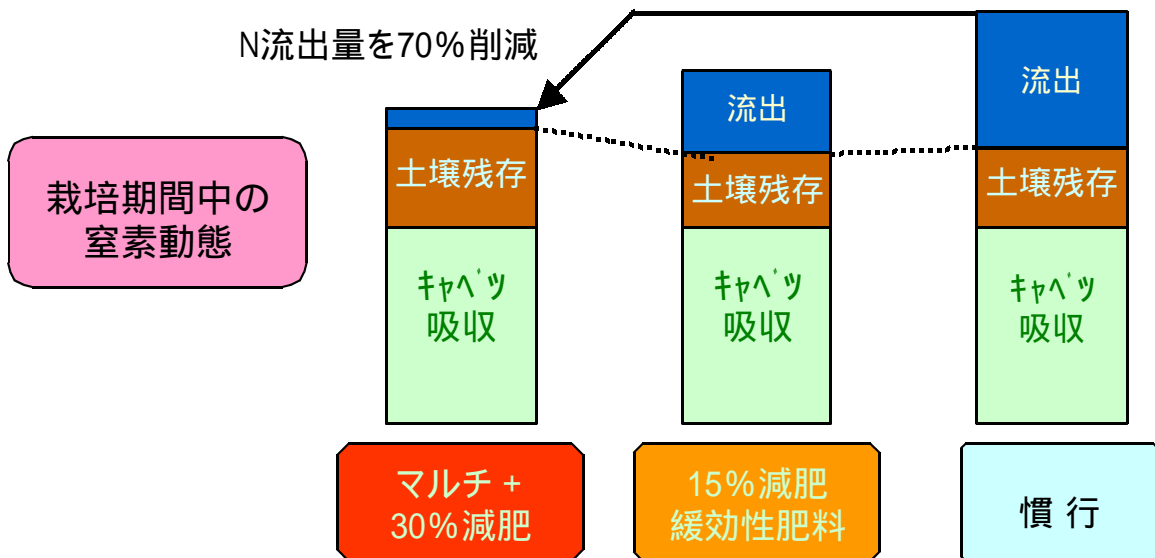 N流出量を70%削減
栽培期間中の
窒素動態
土壌残存
ｷｬﾍﾞﾂ
吸収
マルチ +
30%減肥
流出
土壌残存
ｷｬﾍﾞﾂ
吸収
15%減肥
緩効性肥料
流出
土壌残存
ｷｬﾍﾞﾂ
吸収
慣 行